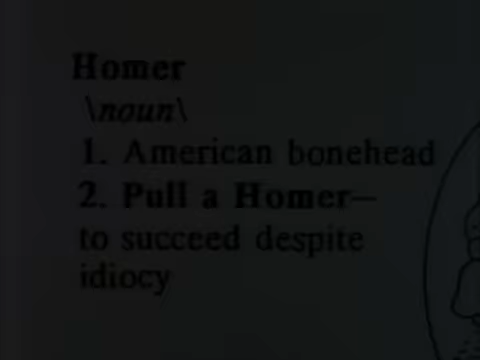 Homer
\noun\
1. American bonehead
2. Pull a Homer—
to succeed despite
idiocy